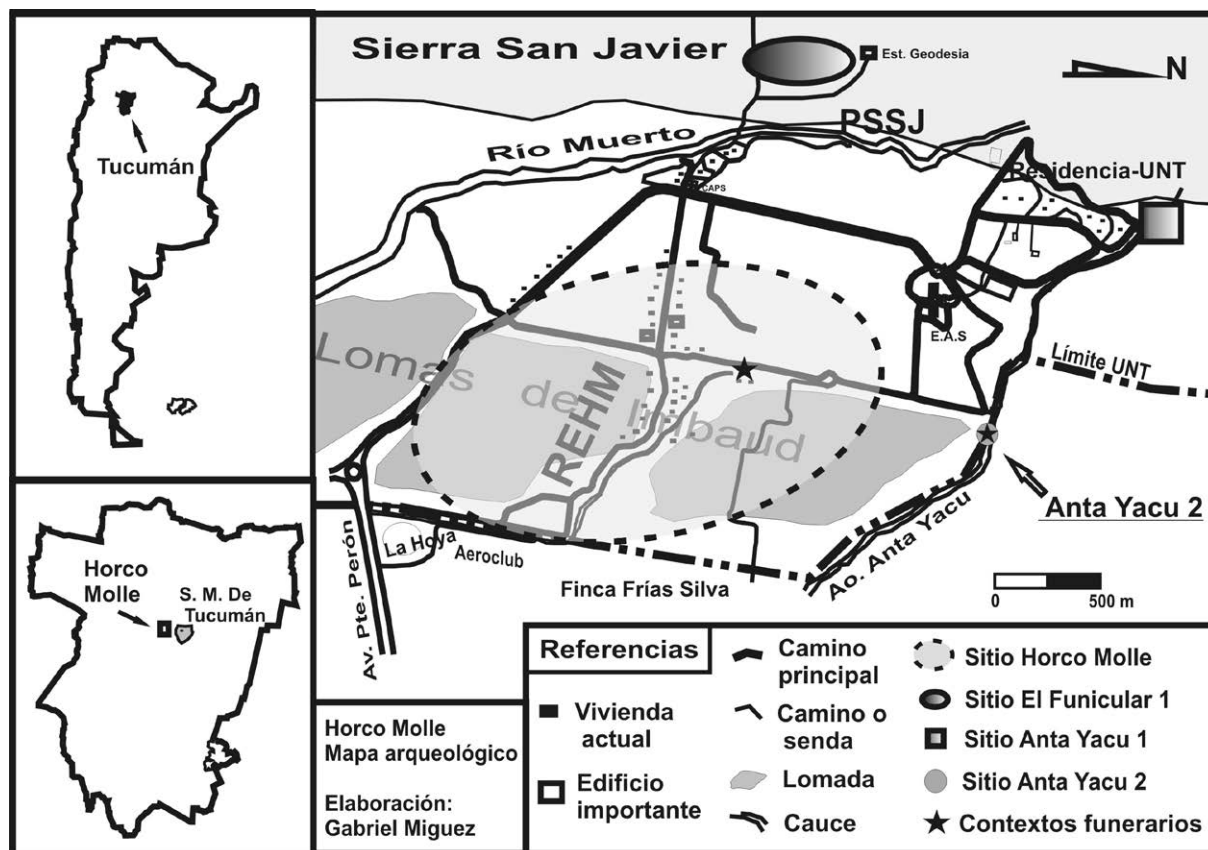 Tucumán
Horco
Molle
S. M. De
Tucumán
Sierra San Javier
Est. Geodesia
N
PSSJ
Río Muerto
Residencia-UNT
CAPS
E.A.S
Límite UNT
Lomas de Imbaud
REHM
Anta Yacu 2
Ao. Anta Yacu
La Hoya
Aeroclub
Finca Frías Silva
Av. Pte. Perón
0 500 m
Horco Molle
Mapa arqueológico
Elaboración:
Gabriel Miguez
Referencias
Vivienda
actual
Edificio
importante
Camino
principal
Camino o
senda
Lomada
Cauce
Sitio Horco Molle
Sitio El Funicular 1
Sitio Anta Yacu 1
Sitio Anta Yacu 2
Contextos funerarios